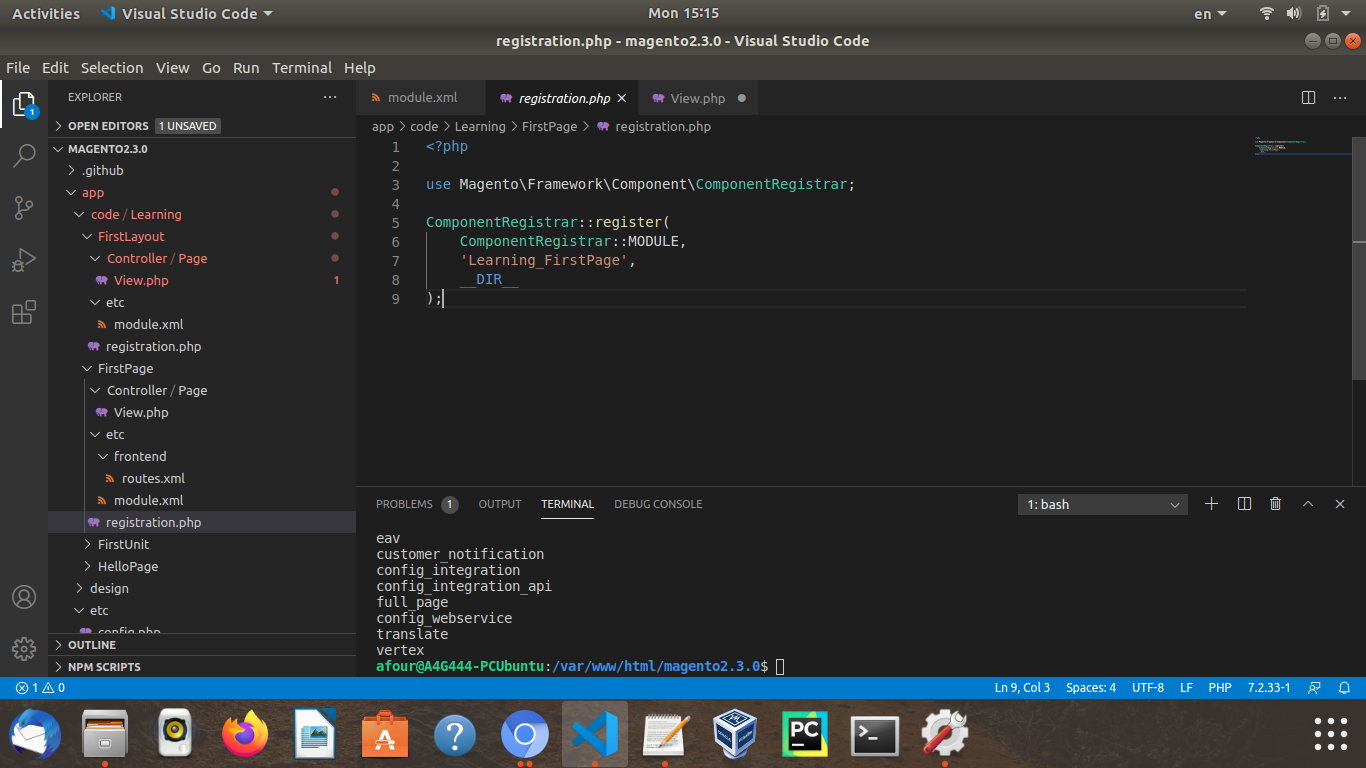 Activities Visual Studio Code Mon 15:15 en
registration.php - magento2.3.0 - Visual Studio Code
File Edit Selection View Go Run Terminal Help
EXPLORER ···
1
OPEN EDITORS 1 UNSAVED
MAGENTO2.3.0
.github
app
code / Learning
FirstLayout
Controller / Page
View.php 1
etc
module.xml
registration.php
FirstPage
Controller / Page
View.php
etc
frontend
routes.xml
module.xml
registration.php
FirstUnit
HelloPage
design
etc
config.php
OUTLINE
NPM SCRIPTS
module.xml registration.php View.php
app > code > Learning > FirstPage > registration.php
1 <?php
2
3 use Magento\Framework\Component\ComponentRegistrar;
4
5 ComponentRegistrar::register(
6 ComponentRegistrar::MODULE,
7 'Learning_FirstPage',
8 __DIR__
9 );
PROBLEMS 1 OUTPUT TERMINAL DEBUG CONSOLE 1: bash
eav
customer_notification
config_integration
config_integration_api
full_page
config_webservice
translate
vertex
afour@A4G444-PCUbuntu:/var/www/html/magento2.3.0$
1 0 Ln 9, Col 3 Spaces: 4 UTF-8 LF PHP 7.2.33-1